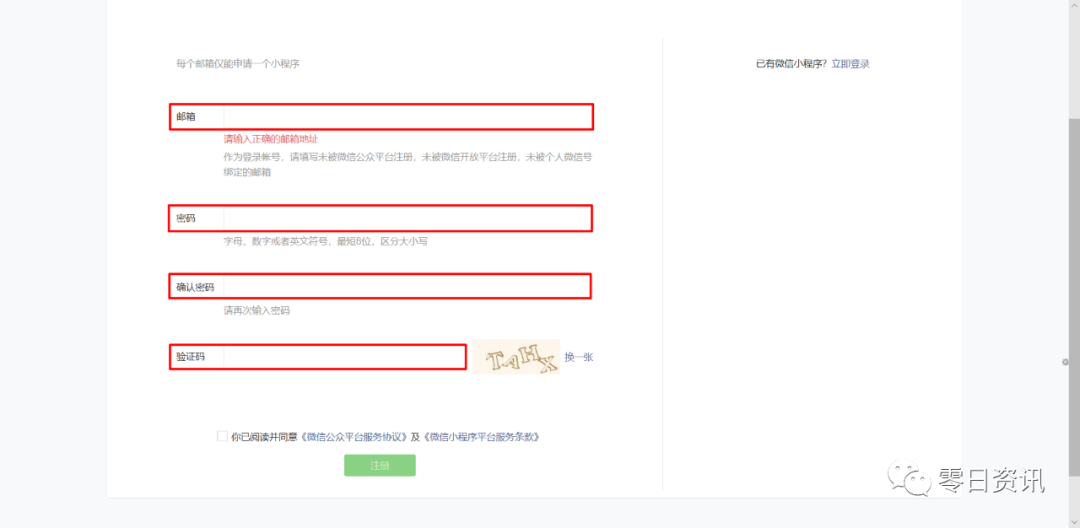 每个邮箱仅能申请一个小程序
已有微信小程序？立即登录
邮箱
请输入正确的邮箱地址
作为登录帐号，请填写未被微信公众平台注册，未被微信开放平台注册，未被个人微信号
绑定的邮箱
密码
字母、数字或者英文符号，最短8位，区分大小写
确认密码
请再次输入密码
验证码
TAHX 换一张
你已阅读并同意《微信公众平台服务协议》及《微信小程序平台服务条款》
注册
零日资讯